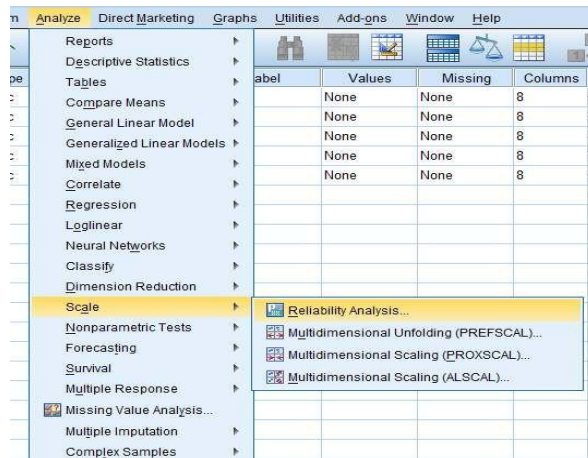 m Analyze Direct Marketing Graphs Utilities Add-ons Window Help
pe abel Values Missing Columns
c None None 8
c None None 8
c None None 8
c None None 8
c None None 8
Reports
Descriptive Statistics
Tables
Compare Means
General Linear Model
Generalized Linear Models
Mixed Models
Correlate
Regression
Loglinear
Neural Networks
Classify
Dimension Reduction
Scale
Reliability Analysis...
Multidimensional Unfolding (PREFSCAL)...
Multidimensional Scaling (PROXSCAL)...
Multidimensional Scaling (ALSCAL)...
Nonparametric Tests
Forecasting
Survival
Multiple Response
Missing Value Analysis...
Multiple Imputation
Complex Samples